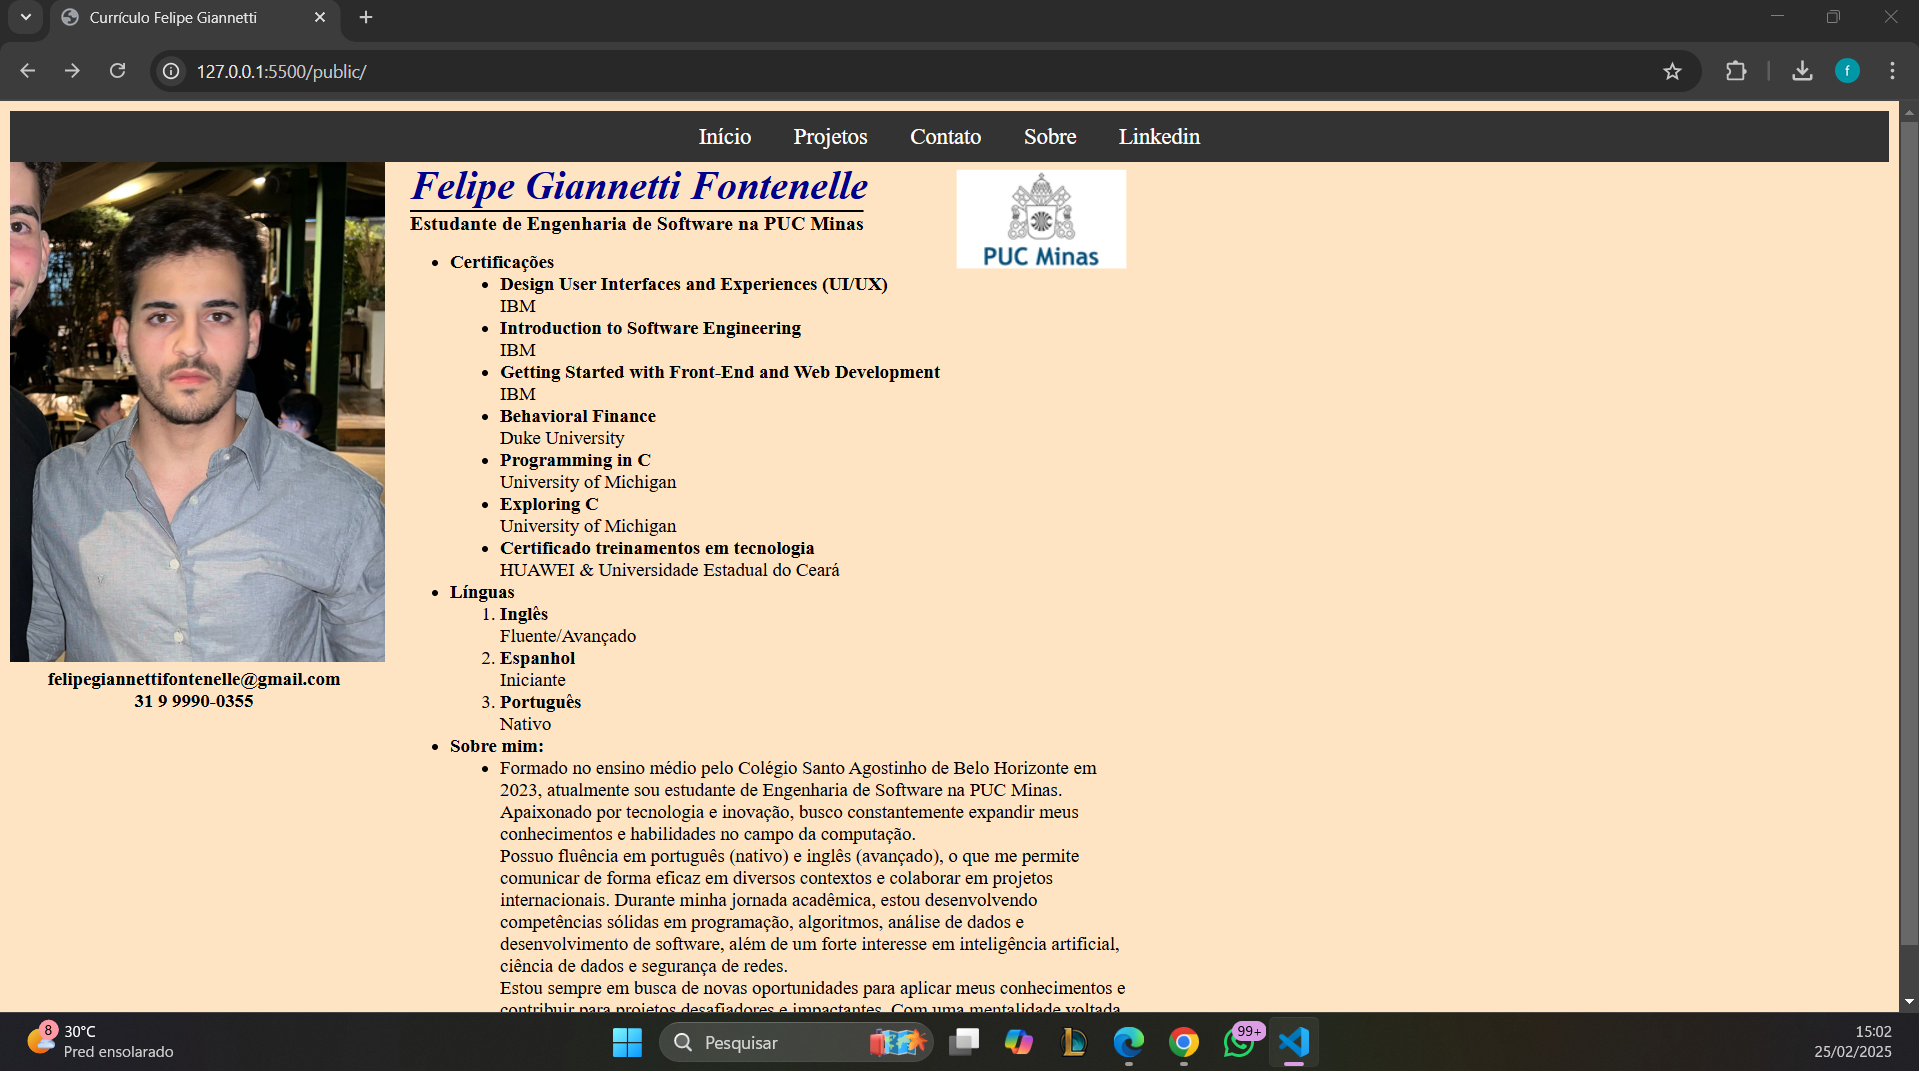 Currículo Felipe Giannetti
127.0.0.1:5500/public/
f
Início Projetos Contato Sobre Linkedin
Felipe Giannetti Fontenelle
Estudante de Engenharia de Software na PUC Minas
PUC Minas
Certificações
Design User Interfaces and Experiences (UI/UX)
IBM
Introduction to Software Engineering
IBM
Getting Started with Front-End and Web Development
IBM
Behavioral Finance
Duke University
Programming in C
University of Michigan
Exploring C
University of Michigan
Certificado treinamentos em tecnologia
HUAWEI & Universidade Estadual do Ceará
Línguas
1. Inglês
Fluente/Avançado
2. Espanhol
Iniciante
3. Português
Nativo
Sobre mim:
Formado no ensino médio pelo Colégio Santo Agostinho de Belo Horizonte em
2023, atualmente sou estudante de Engenharia de Software na PUC Minas.
Apaixonado por tecnologia e inovação, busco constantemente expandir meus
conhecimentos e habilidades no campo da computação.
Possuo fluência em português (nativo) e inglês (avançado), o que me permite
comunicar de forma eficaz em diversos contextos e colaborar em projetos
internacionais. Durante minha jornada acadêmica, estou desenvolvendo
competências sólidas em programação, algoritmos, análise de dados e
desenvolvimento de software, além de um forte interesse em inteligência artificial,
ciência de dados e segurança de redes.
Estou sempre em busca de novas oportunidades para aplicar meus conhecimentos e
contribuir para projetos desafiadores e impactantes. Com uma mentalidade voltada
felipegiannettifontenelle@gmail.com
31 9 9990-0355
8
30°C
Pred ensolarado
Pesquisar
99+
15:02
25/02/2025